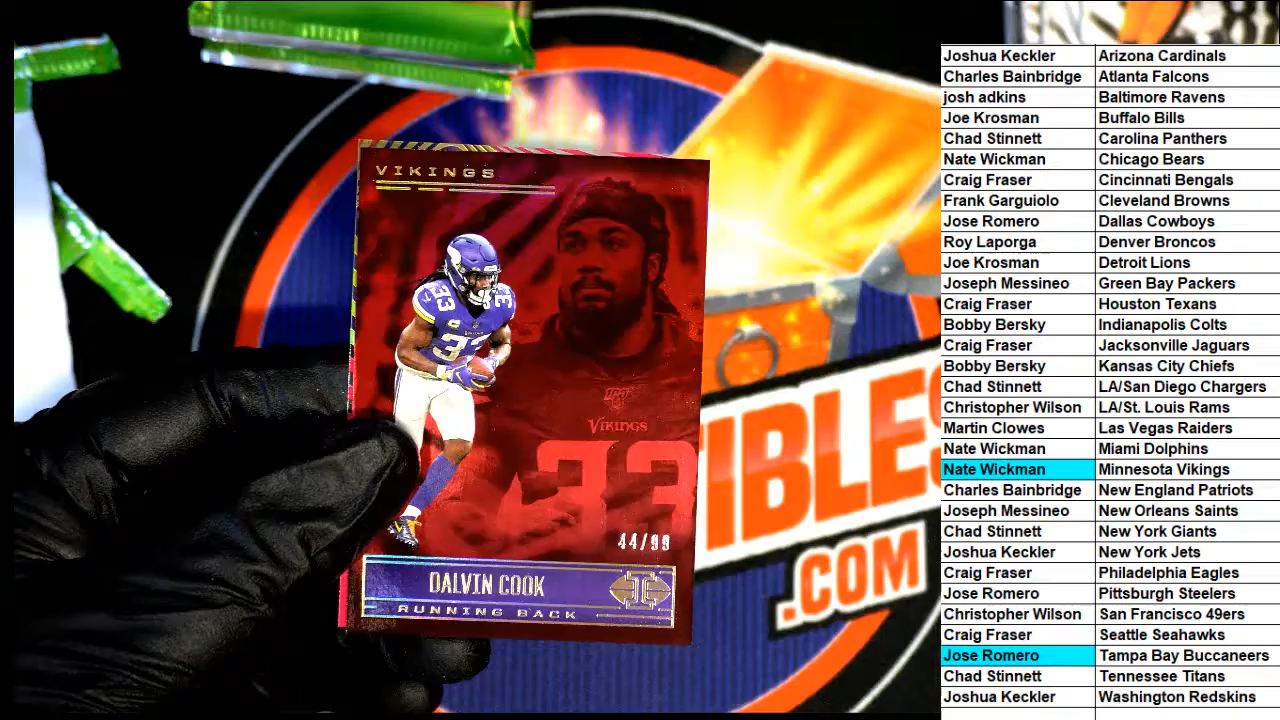 VIKINGS
33
33
VIKINGS
33
44/99
DALVIN COOK
RUNNING BACK
IBLES
.COM
Joshua Keckler Arizona Cardinals
Charles Bainbridge Atlanta Falcons
josh adkins Baltimore Ravens
Joe Krosman Buffalo Bills
Chad Stinnett Carolina Panthers
Nate Wickman Chicago Bears
Craig Fraser Cincinnati Bengals
Frank Garguiolo Cleveland Browns
Jose Romero Dallas Cowboys
Roy Laporga Denver Broncos
Joe Krosman Detroit Lions
Joseph Messineo Green Bay Packers
Craig Fraser Houston Texans
Bobby Bersky Indianapolis Colts
Craig Fraser Jacksonville Jaguars
Bobby Bersky Kansas City Chiefs
Chad Stinnett LA/San Diego Chargers
Christopher Wilson LA/St. Louis Rams
Martin Clowes Las Vegas Raiders
Nate Wickman Miami Dolphins
Nate Wickman Minnesota Vikings
Charles Bainbridge New England Patriots
Joseph Messineo New Orleans Saints
Chad Stinnett New York Giants
Joshua Keckler New York Jets
Craig Fraser Philadelphia Eagles
Jose Romero Pittsburgh Steelers
Christopher Wilson San Francisco 49ers
Craig Fraser Seattle Seahawks
Jose Romero Tampa Bay Buccaneers
Chad Stinnett Tennessee Titans
Joshua Keckler Washington Redskins